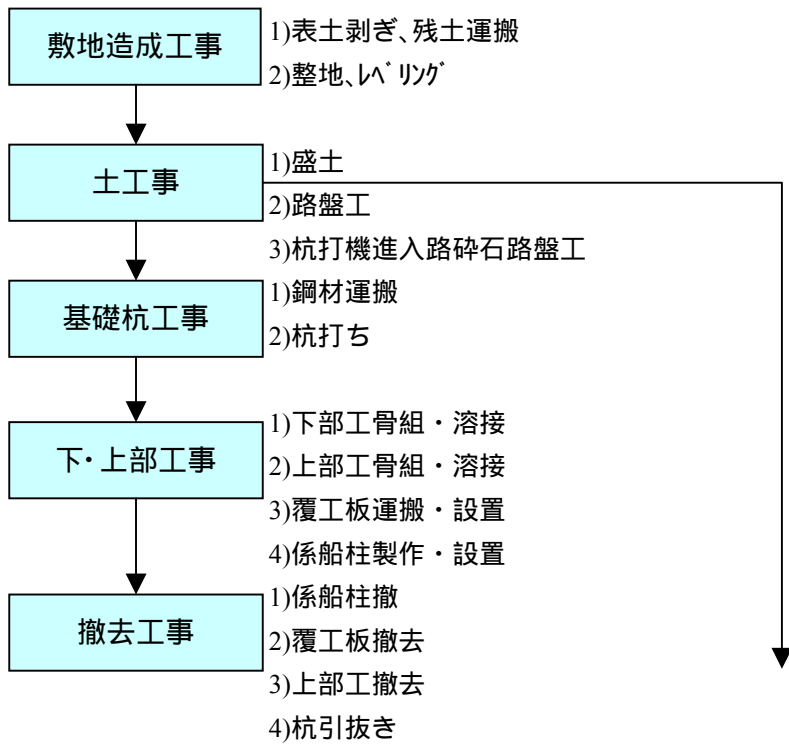 敷地造成工事
1)表土剥ぎ、残土運搬
2)整地、ﾚﾍﾞﾘﾝｸﾞ
土工事
1)盛土
2)路盤工
3)杭打機進入路砕石路盤工
基礎杭工事
1)鋼材運搬
2)杭打ち
下・上部工事
1)下部工骨組・溶接
2)上部工骨組・溶接
3)覆工板運搬・設置
4)係船柱製作・設置
撤去工事
1)係船柱撤
2)覆工板撤去
3)上部工撤去
4)杭引抜き